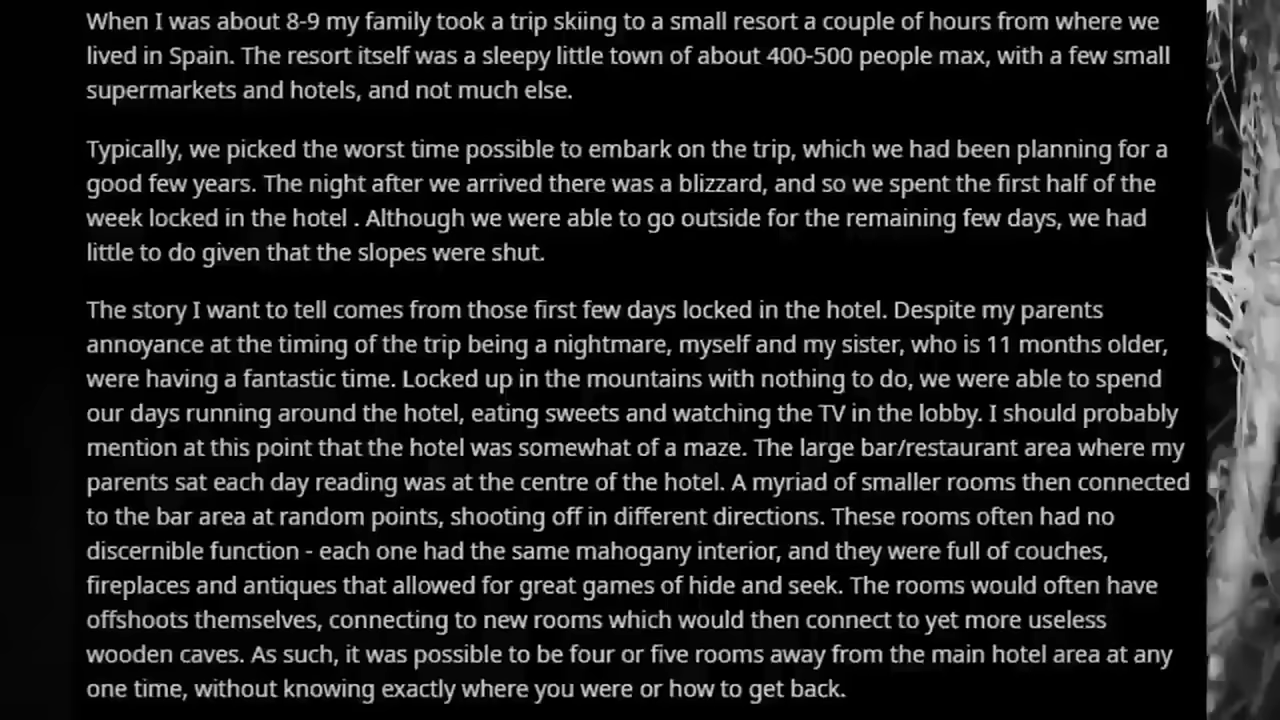 When I was about 8-9 my family took a trip skiing to a small resort a couple of hours from where we
lived in Spain. The resort itself was a sleepy little town of about 400-500 people max, with a few small
supermarkets and hotels, and not much else.
Typically, we picked the worst time possible to embark on the trip, which we had been planning for a
good few years. The night after we arrived there was a blizzard, and so we spent the first half of the
week locked in the hotel . Although we were able to go outside for the remaining few days, we had
little to do given that the slopes were shut.
The story I want to tell comes from those first few days locked in the hotel. Despite my parents
annoyance at the timing of the trip being a nightmare, myself and my sister, who is 11 months older,
were having a fantastic time. Locked up in the mountains with nothing to do, we were able to spend
our days running around the hotel, eating sweets and watching the TV in the lobby. I should probably
mention at this point that the hotel was somewhat of a maze. The large bar/restaurant area where my
parents sat each day reading was at the centre of the hotel. A myriad of smaller rooms then connected
to the bar area at random points, shooting off in different directions. These rooms often had no
discernible function - each one had the same mahogany interior, and they were full of couches,
fireplaces and antiques that allowed for great games of hide and seek. The rooms would often have
offshoots themselves, connecting to new rooms which would then connect to yet more useless
wooden caves. As such, it was possible to be four or five rooms away from the main hotel area at any
one time, without knowing exactly where you were or how to get back.